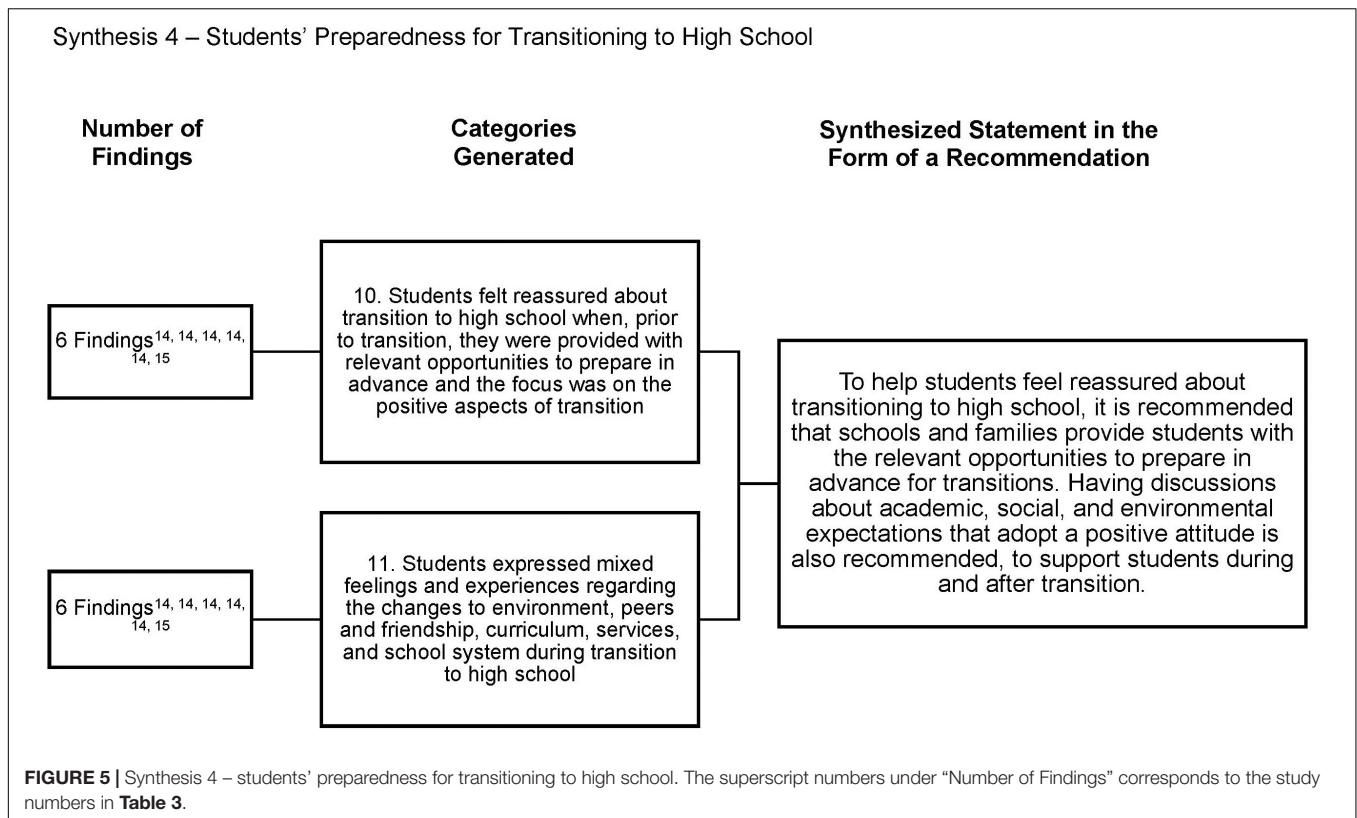 Synthesis 4 – Students' Preparedness for Transitioning to High School
Number of
Findings
Categories
Generated
Synthesized Statement in the
Form of a Recommendation
6 Findings14, 14, 14, 14,
14, 15
10. Students felt reassured about
transition to high school when, prior
to transition, they were provided with
relevant opportunities to prepare in
advance and the focus was on the
positive aspects of transition
6 Findings14, 14, 14, 14,
14, 15
11. Students expressed mixed
feelings and experiences regarding
the changes to environment, peers
and friendship, curriculum, services,
and school system during transition
to high school
To help students feel reassured about
transitioning to high school, it is recommended
that schools and families provide students with
the relevant opportunities to prepare in
advance for transitions. Having discussions
about academic, social, and environmental
expectations that adopt a positive attitude is
also recommended, to support students during
and after transition.
FIGURE 5 | Synthesis 4 – students' preparedness for transitioning to high school. The superscript numbers under “Number of Findings” corresponds to the study
numbers in Table 3.